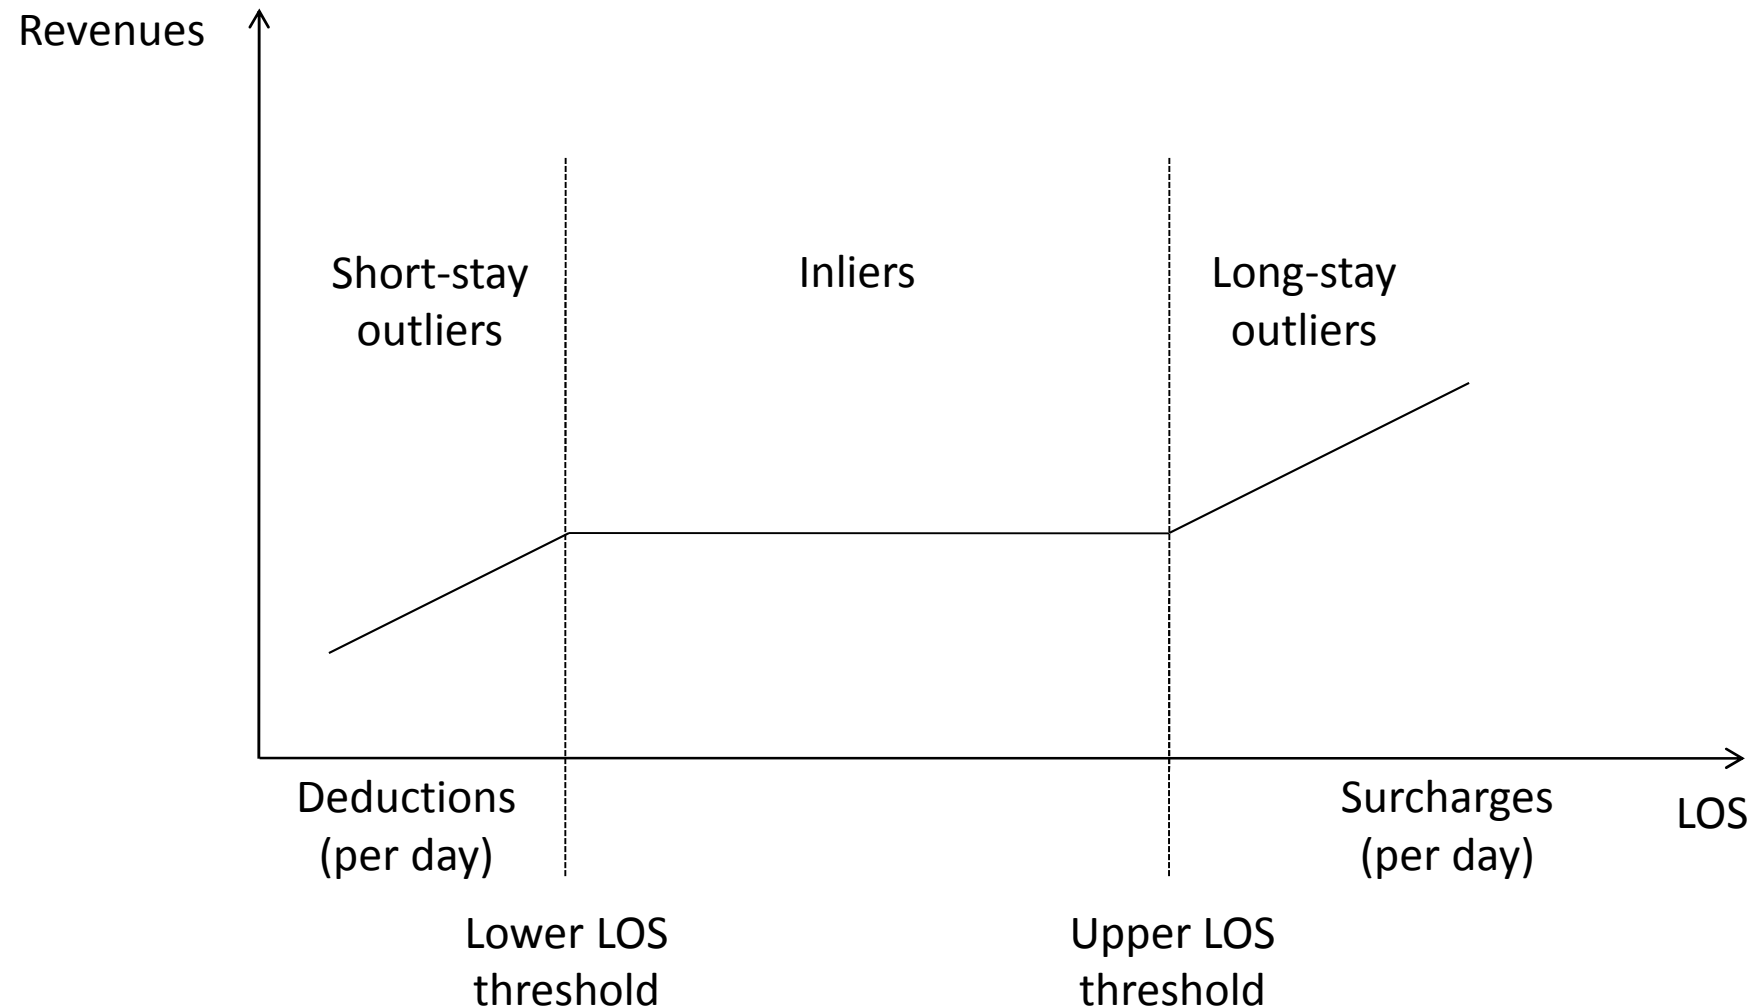 Revenues
Short-stay
outliers
Inliers
Long-stay
outliers
Deductions
(per day)
Surcharges
(per day)
LOS
Lower LOS
threshold
Upper LOS
threshold